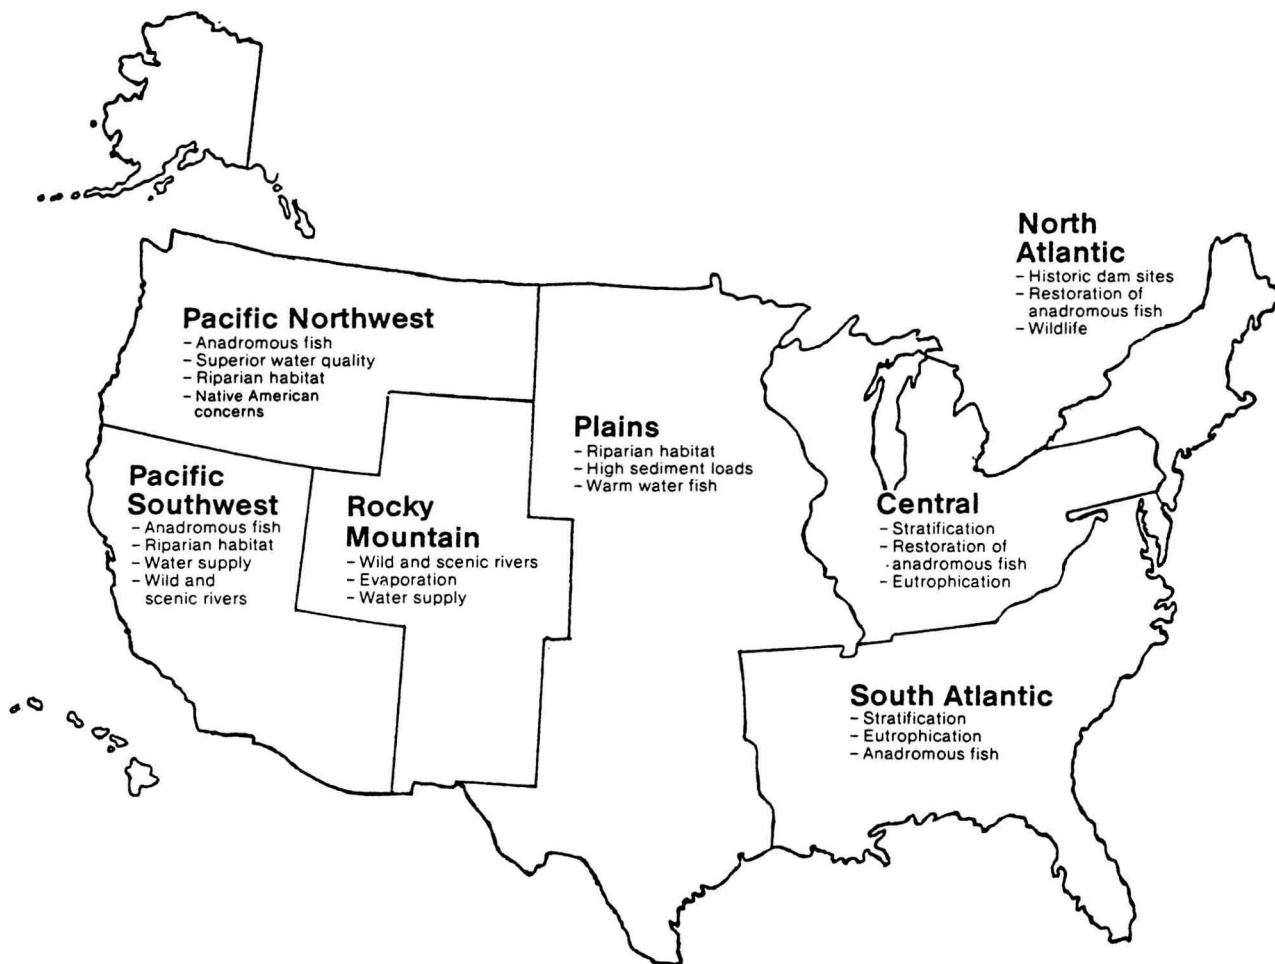 North
Atlantic
– Historic dam sites
– Restoration of
anadromous fish
– Wildlife
Pacific Northwest
– Anadromous fish
– Superior water quality
– Riparian habitat
– Native American
concerns
Plains
– Riparian habitat
– High sediment loads
– Warm water fish
Pacific
Southwest
– Anadromous fish
– Riparian habitat
– Water supply
– Wild and
scenic rivers
Rocky
Mountain
– Wild and scenic rivers
– Evaporation
– Water supply
Central
– Stratification
– Restoration of
anadromous fish
– Eutrophication
South Atlantic
– Stratification
– Eutrophication
– Anadromous fish